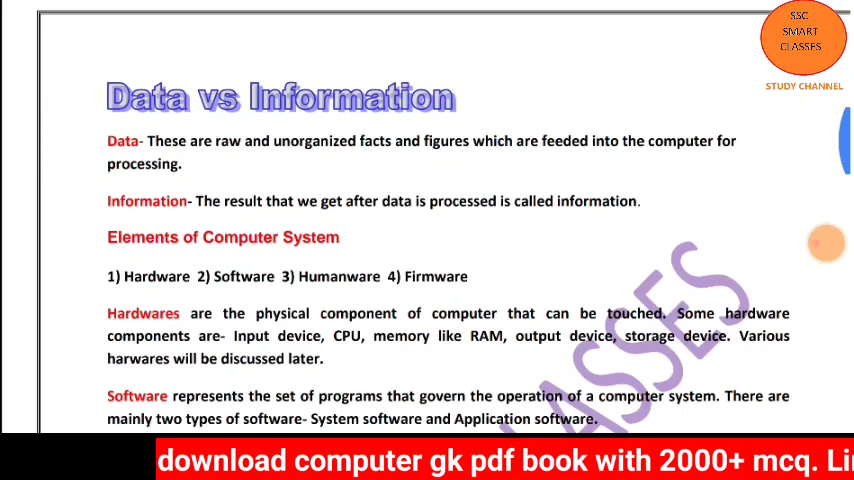 SSC
SMART
CLASSES
STUDY CHANNEL
Data vs Information
Data- These are raw and unorganized facts and figures which are feeded into the computer for
processing.
Information- The result that we get after data is processed is called information.
Elements of Computer System
1) Hardware 2) Software 3) Humanware 4) Firmware
Hardwares are the physical component of computer that can be touched. Some hardware
components are- Input device, CPU, memory like RAM, output device, storage device. Various
harwares will be discussed later.
Software represents the set of programs that govern the operation of a computer system. There are
mainly two types of software- System software and Application software.
LASSES
download computer gk pdf book with 2000+ mcq. Li